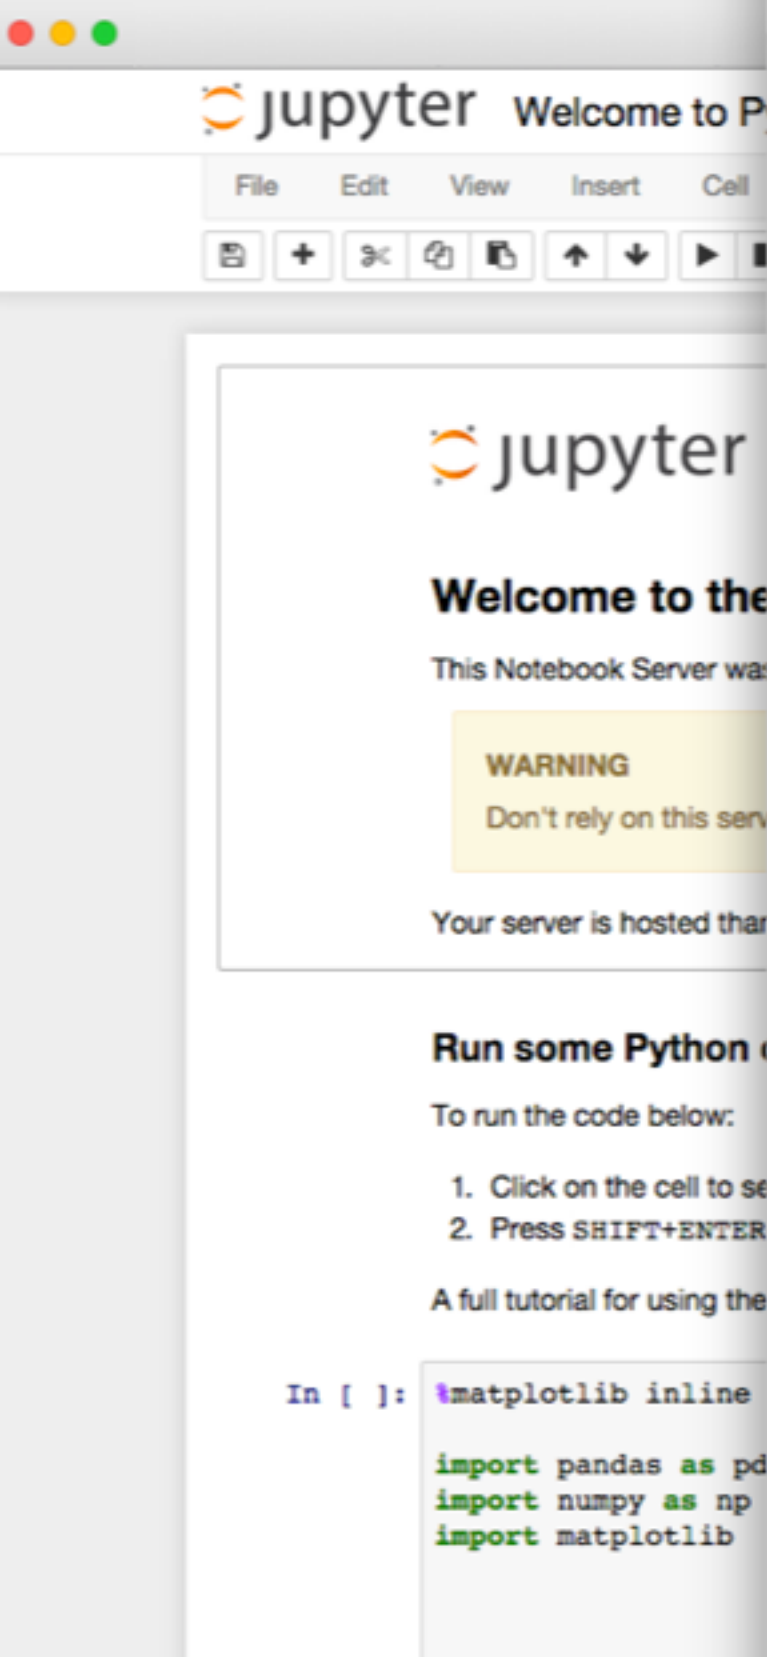 jupyter Welcome to P
File Edit View Insert Cell
jupyter
Welcome to the
This Notebook Server was
WARNING
Don't rely on this serv
Your server is hosted than
Run some Python
To run the code below:
1. Click on the cell to se
2. Press SHIFT+ENTER
A full tutorial for using the
In [ ]: %matplotlib inline
import pandas as pd
import numpy as np
import matplotlib